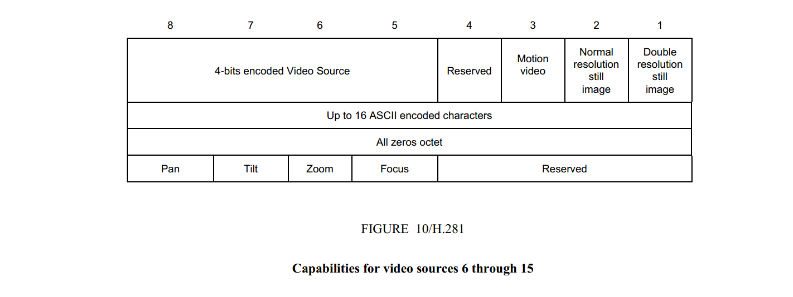 8 7 6 5 4 3 2 1
4-bits encoded Video Source Reserved Motion video Normal resolution still image Double resolution still image
Up to 16 ASCII encoded characters
All zeros octet
Pan Tilt Zoom Focus Reserved
FIGURE 10/H.281
Capabilities for video sources 6 through 15